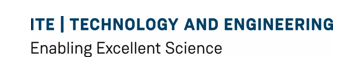 ITE | TECHNOLOGY AND ENGINEERING
Enabling Excellent Science